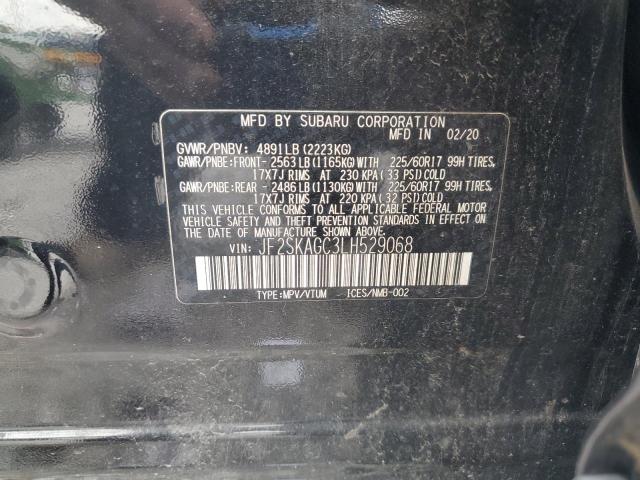 MFD BY SUBARU CORPORATION
MFD IN 02/20
GVWR/PNBV: 4891LB (2223KG)
GAWR/PNBE:FRONT- 2563LB (1165KG)WITH 225/60R17 99H TIRES,
17X7J RIMS AT 230 KPA (33 PSI)COLD
GAWR/PNBE:REAR - 2486LB (1130KG)WITH 225/60R17 99H TIRES,
17X7J RIMS AT 220 KPA (32 PSI)COLD
THIS VEHICLE CONFORMS TO ALL APPLICABLE FEDERAL MOTOR
VEHICLE SAFETY AND THEFT PREVENTION STANDARDS IN EFFECT ON THE
DATE OF MANUFACTURE SHOWN ABOVE.
VIN: JF2SKAGC3LH529068
TYPE:MPV/VTUM ICES/NMB-002